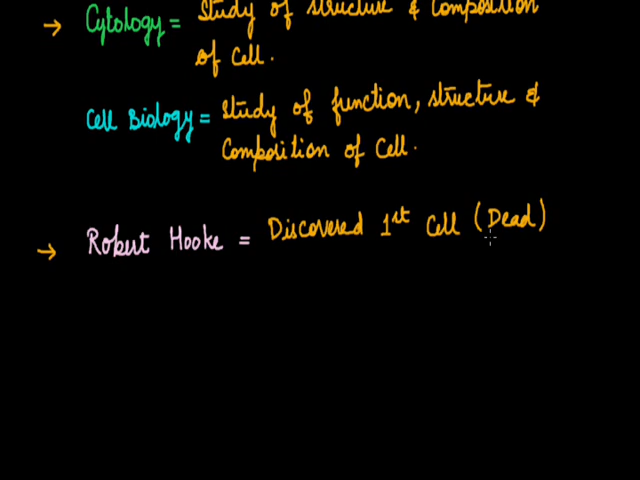 → Cytology = Study of structure & Composition
of Cell.
Cell Biology = Study of function, structure &
Composition of Cell.
→ Robert Hooke = Discovered 1st Cell (Dead)